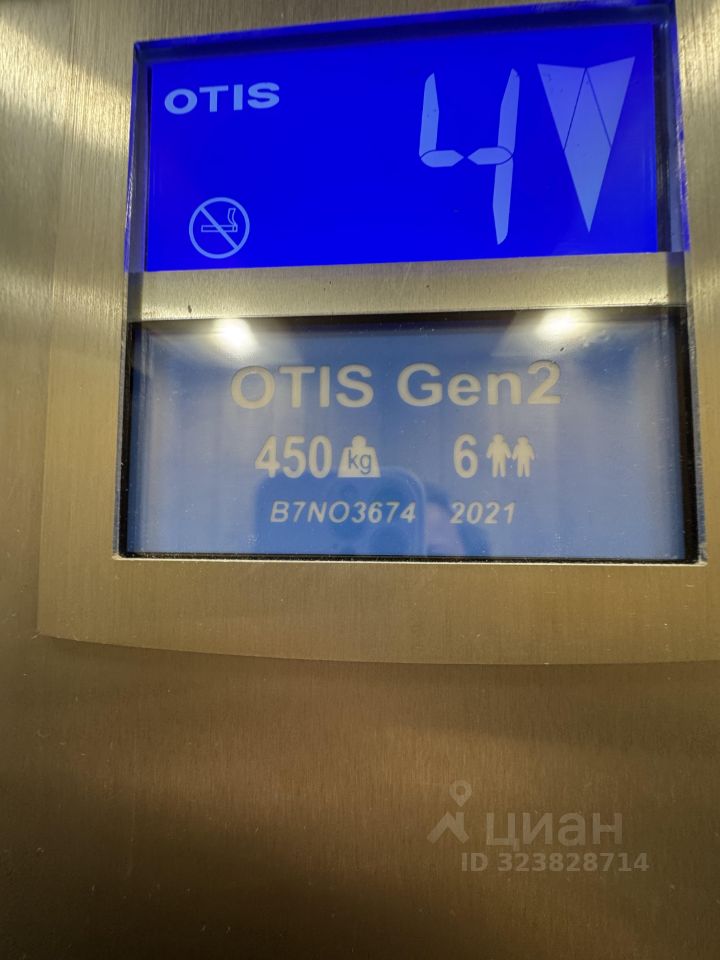 OTIS 4
OTIS Gen2
450 kg 6
B7NO3674 2021
циан
ID 323828714